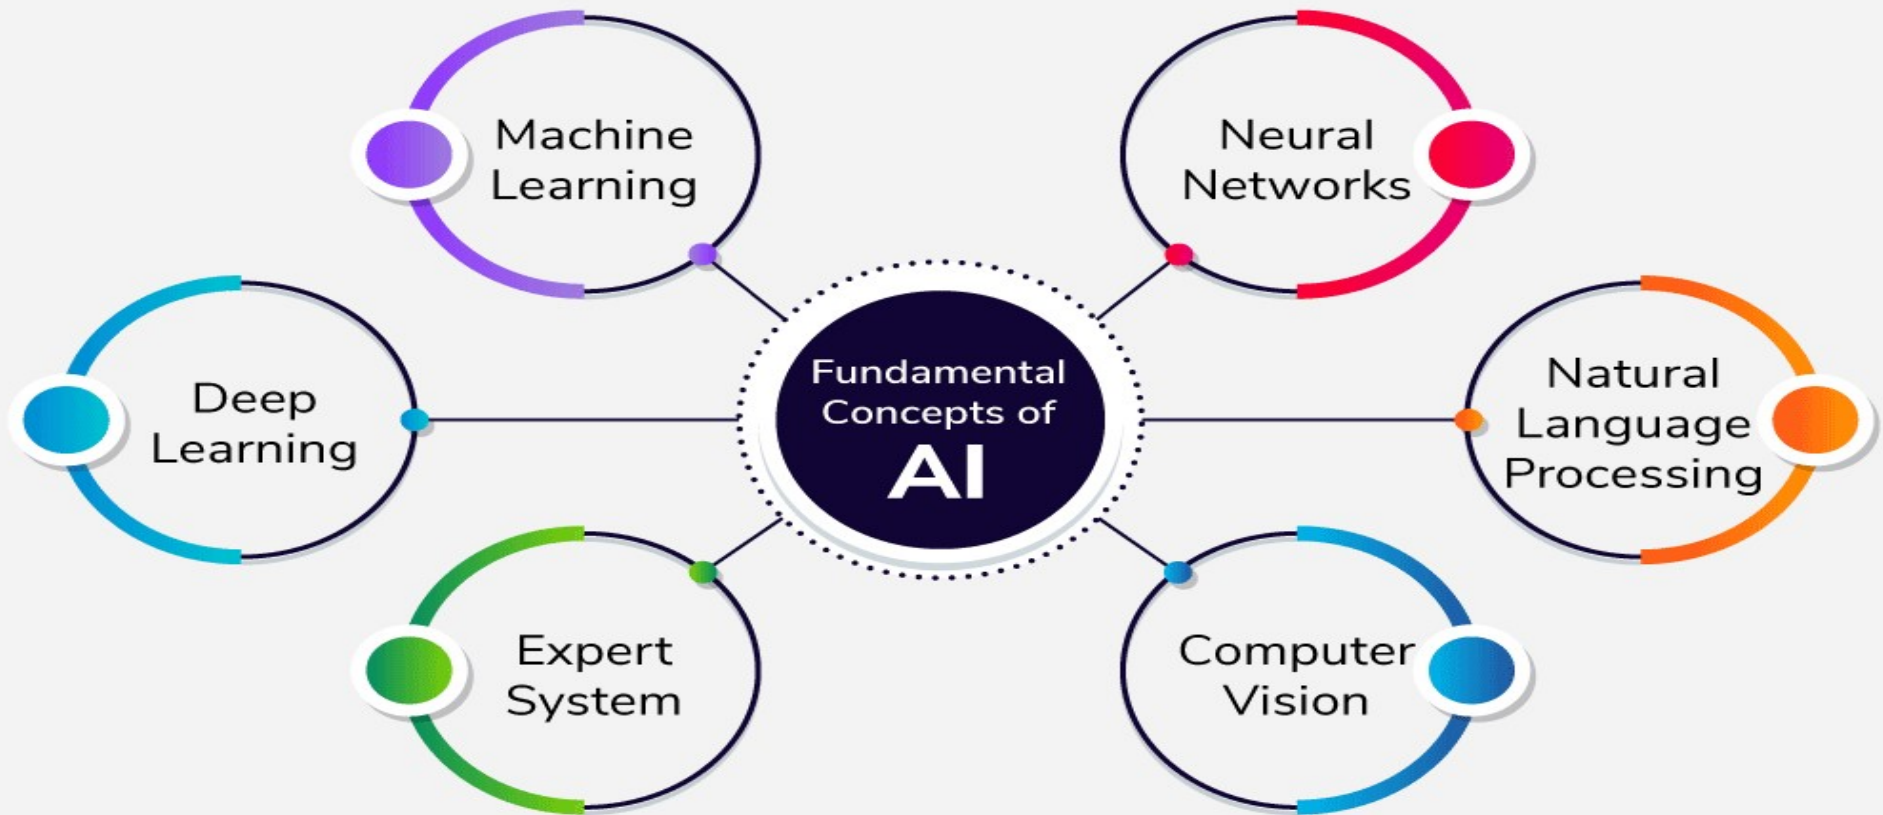 Machine
Learning
Neural
Networks
Deep
Learning
Fundamental
Concepts of
AI
Natural
Language
Processing
Expert
System
Computer
Vision